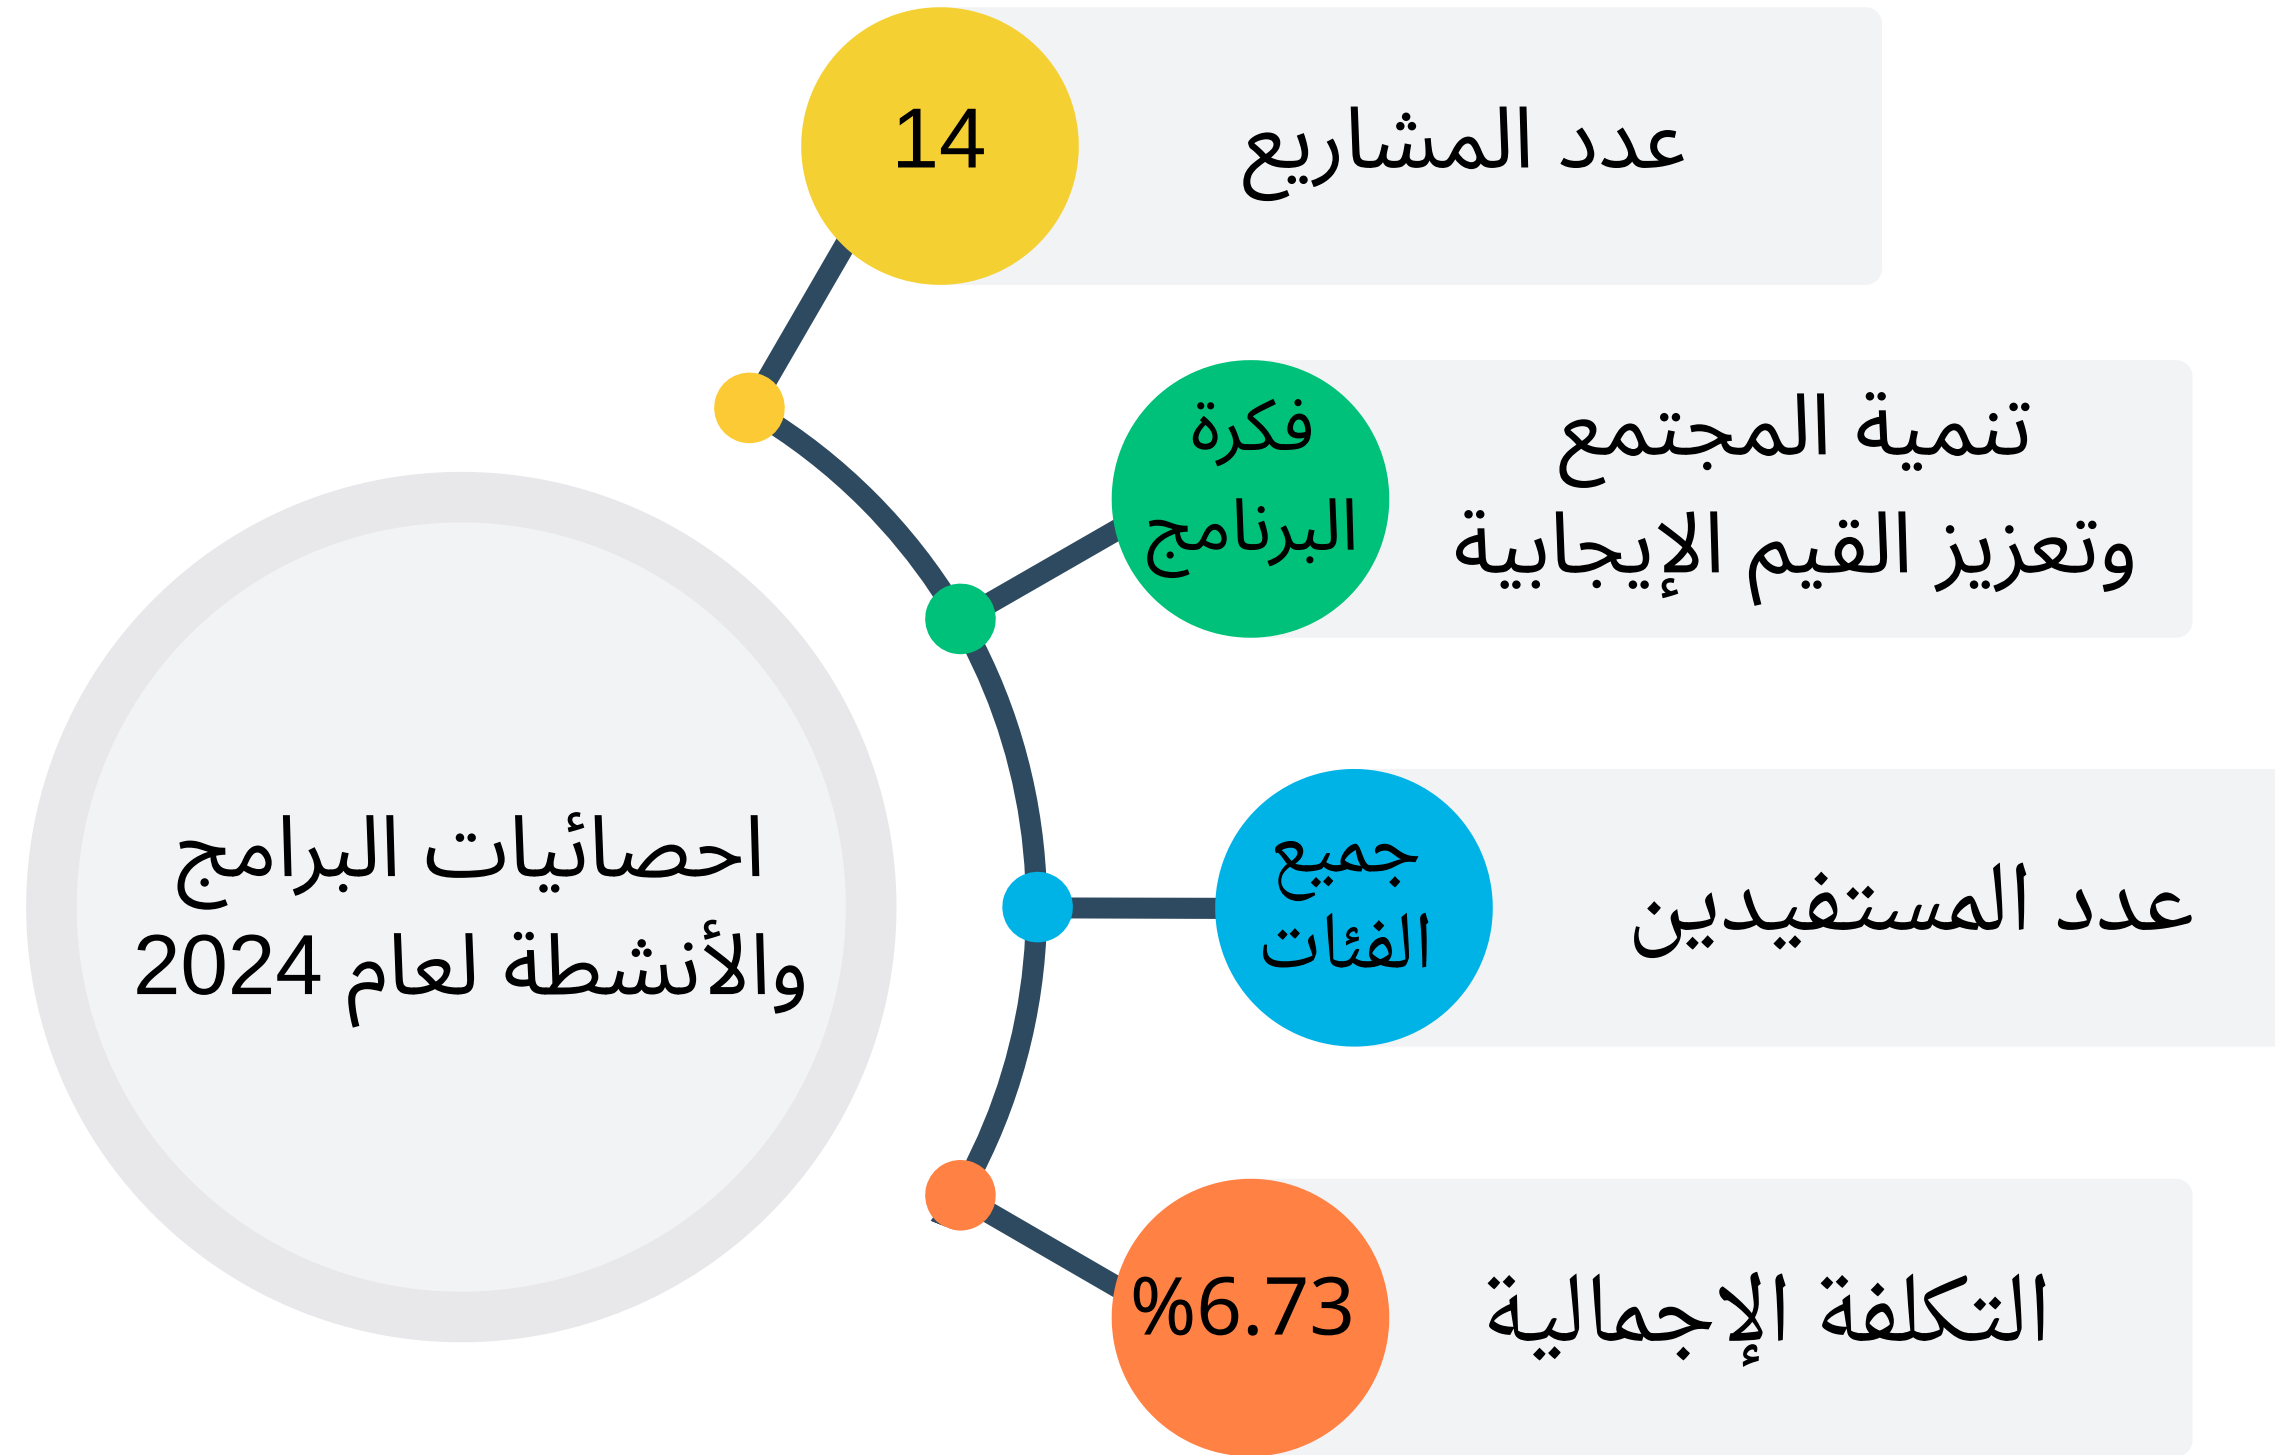 عدد المشاريع
14
تنمية المجتمع
وتعزيز القيم الإيجابية
فكرة
البرنامج
احصائيات البرامج
والأنشطة لعام 2024
عدد المستفيدين
جميع
الفئات
التكلفة الإجمالية
%6.73